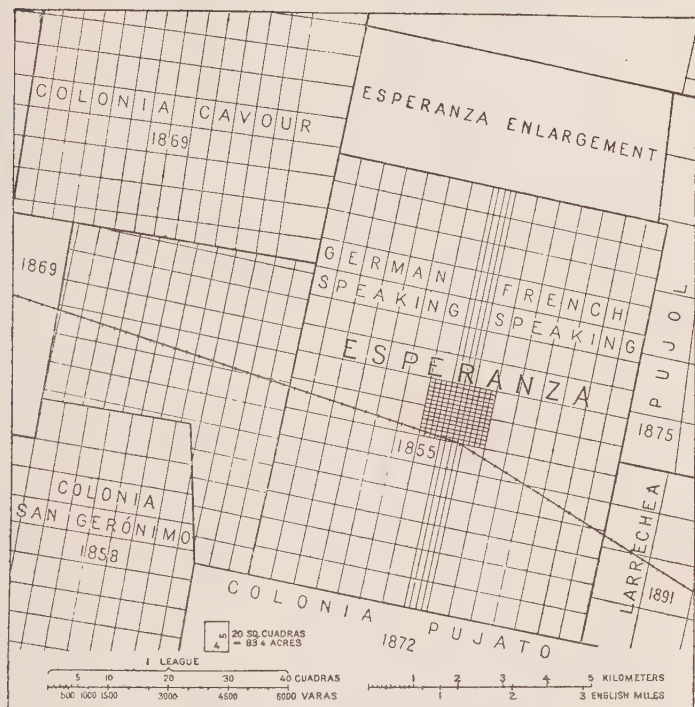 COLONIA CAVOUR
1869
ESPERANZA ENLARGEMENT
1869
GERMAN
SPEAKING
FRENCH
SPEAKING
PUJOL
1875
ESPERANZA
1855
COLONIA
SAN GERÓNIMO
1858
LARRECHEA
1891
COLONIA PUJATO
1872
4 5 20 SQ. CUADRAS
= 83.4 ACRES
1 LEAGUE
5 10 20 30 40 CUADRAS
500 1000 1500 3000 4500 6000 VARAS
1 2 3 4 5 KILOMETERS
1 2 3 ENGLISH MILES